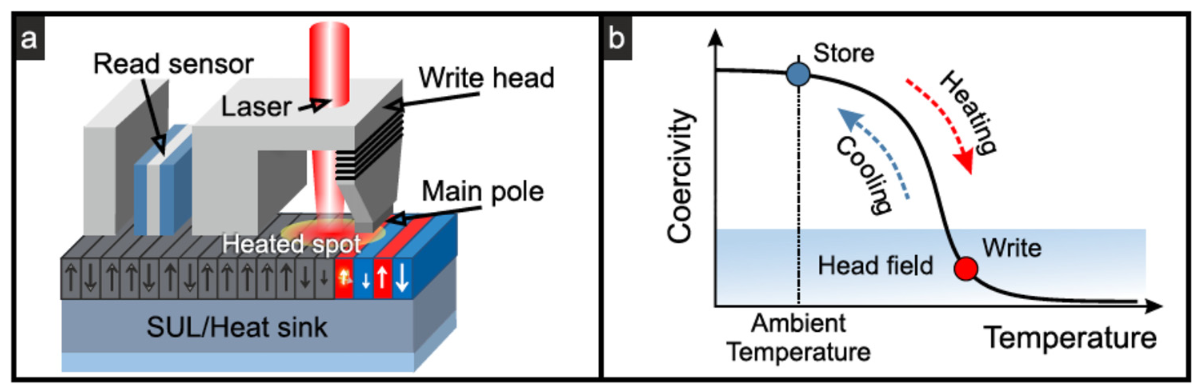 a
Read sensor
Laser
Write head
Main pole
Heated spot
SUL/Heat sink
b
Store
Heating
Cooling
Coercivity
Head field
Write
Ambient
Temperature
Temperature